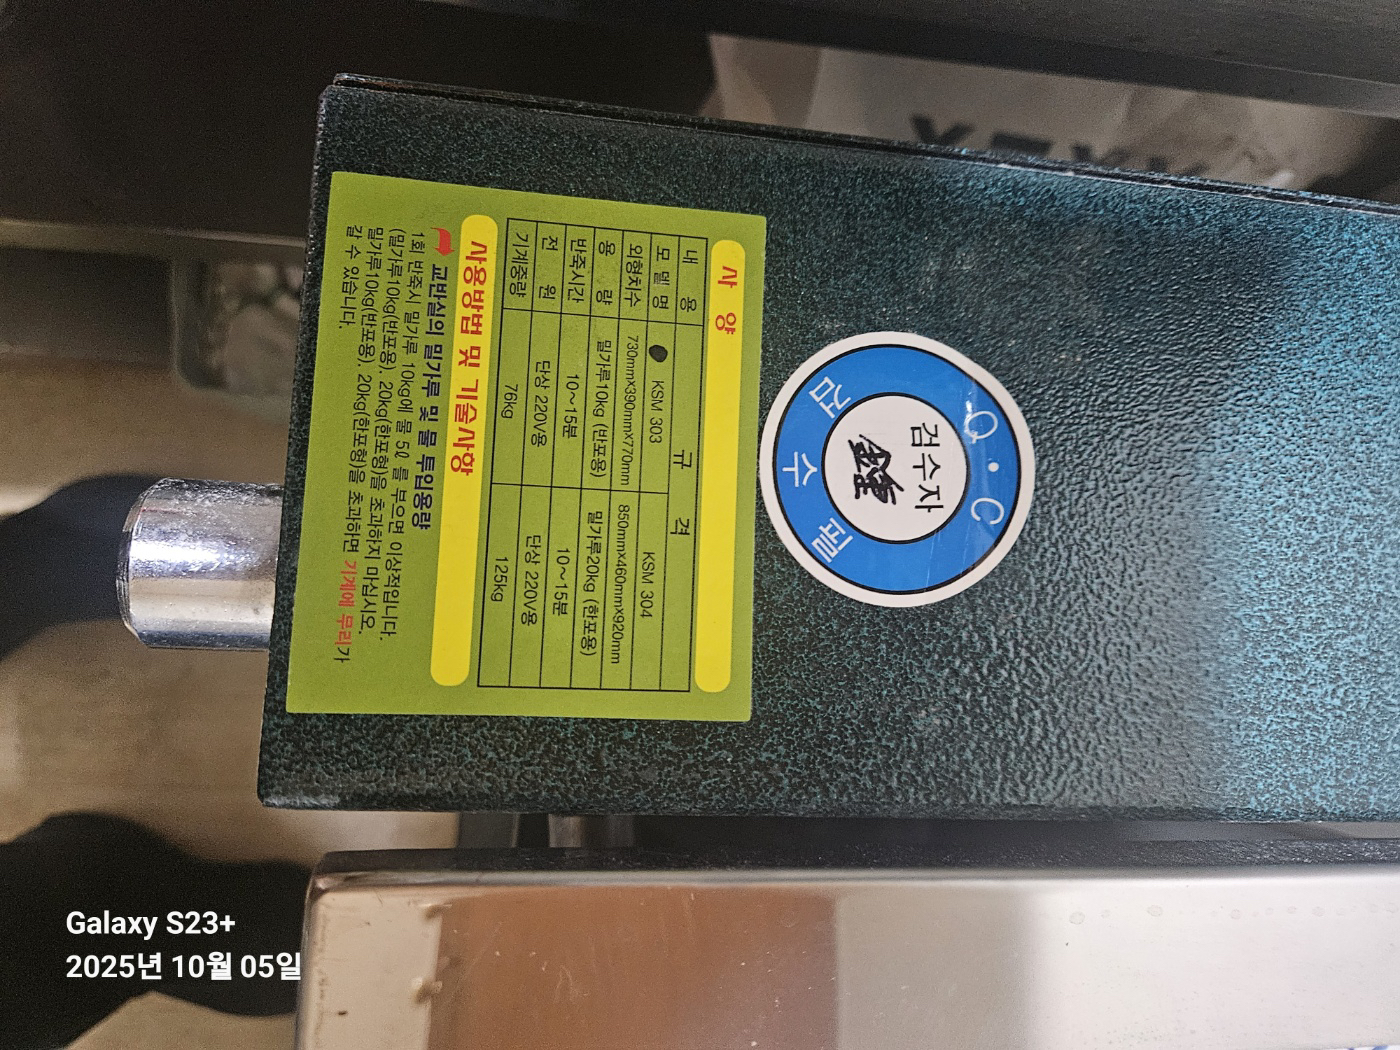 사 양
내 용 규 격
모 델 명 KSM 303 KSM 304
외형치수 730mmX390mmX770mm 850mmX460mmX920mm
용 량 밀가루10kg (반포용) 밀가루20kg (한포용)
반죽시간 10~15분 10~15분
전 원 단상 220V용 단상 220V용
기계중량 76kg 125kg
사용방법 및 기술사항
교반실의 밀가루 및 물 투입용량
1회 반죽시 밀가루 10kg에 물 5ℓ 를 부으면 이상적입니다.
(밀가루10kg(반포용), 20kg(한포형)을 초과하지 마십시오.
밀가루10kg(반포용), 20kg(한포용)을 초과하면 기계에 무리가
갈 수 있습니다.
Q·C
검수자
검수필
Galaxy S23+
2025년 10월 05일